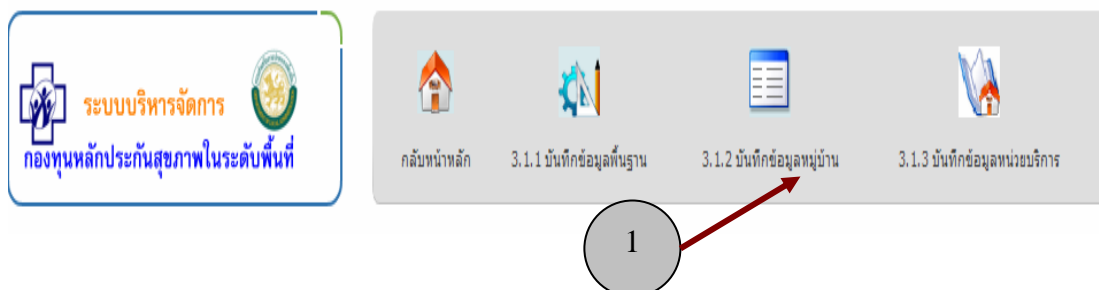 ระบบบริหารจัดการ
กองทุนหลักประกันสุขภาพในระดับพื้นที่
กลับหน้าหลัก
3.1.1 บันทึกข้อมูลพื้นฐาน
3.1.2 บันทึกข้อมูลหมู่บ้าน
3.1.3 บันทึกข้อมูลหน่วยบริการ
1